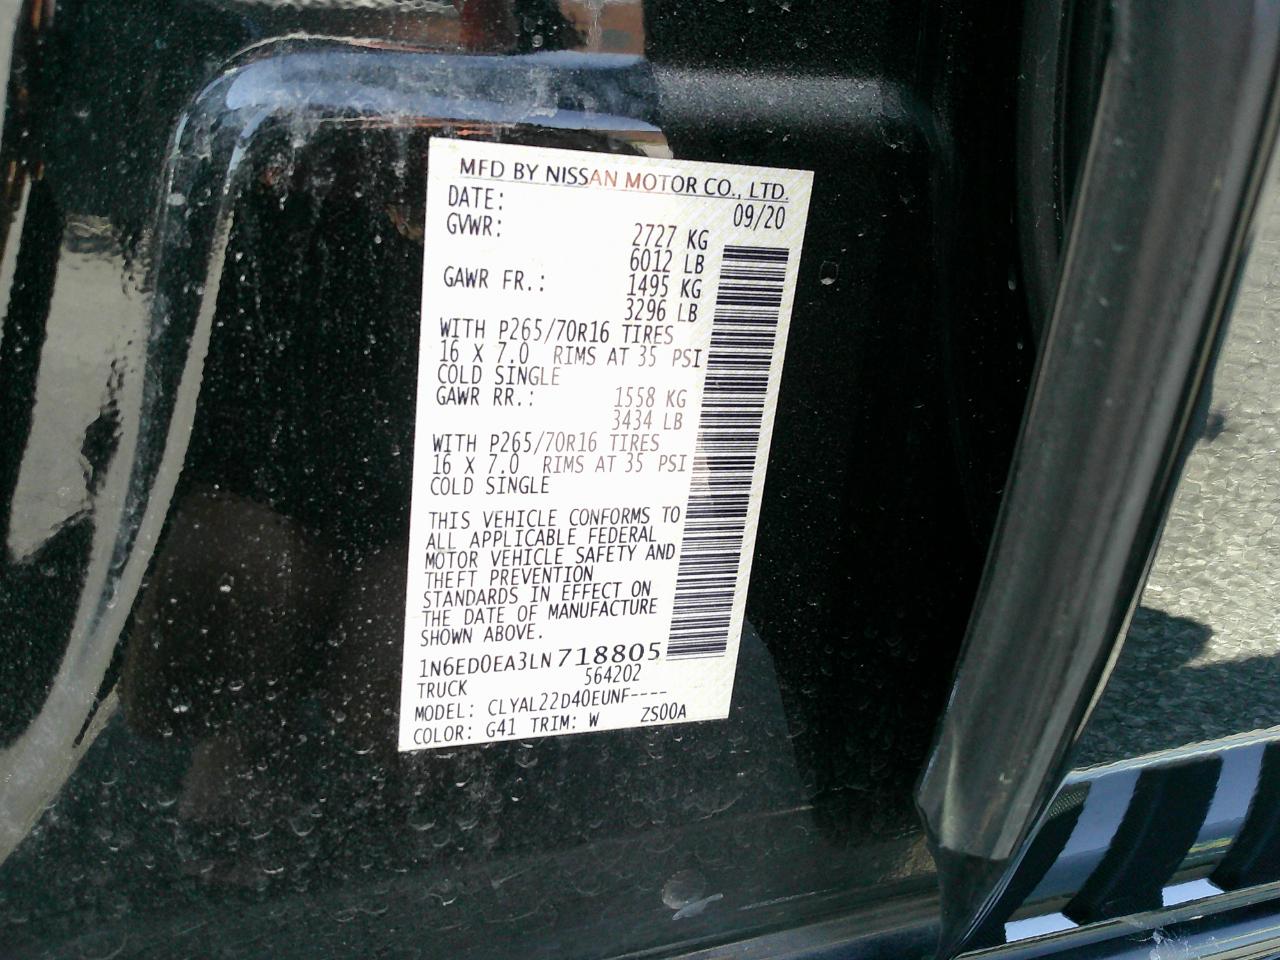 MFD BY NISSAN MOTOR CO., LTD.
DATE: 09/20
GVWR: 2727 KG
6012 LB
GAWR FR.: 1495 KG
3296 LB
WITH P265/70R16 TIRES
16 X 7.0 RIMS AT 35 PSI
COLD SINGLE
GAWR RR.: 1558 KG
3434 LB
WITH P265/70R16 TIRES
16 X 7.0 RIMS AT 35 PSI
COLD SINGLE
THIS VEHICLE CONFORMS TO
ALL APPLICABLE FEDERAL
MOTOR VEHICLE SAFETY AND
THEFT PREVENTION
STANDARDS IN EFFECT ON
THE DATE OF MANUFACTURE
SHOWN ABOVE.
1N6ED0EA3LN718805
TRUCK 564202
MODEL: CLYAL22D40EUNF----
COLOR: G41 TRIM: W ZS00A